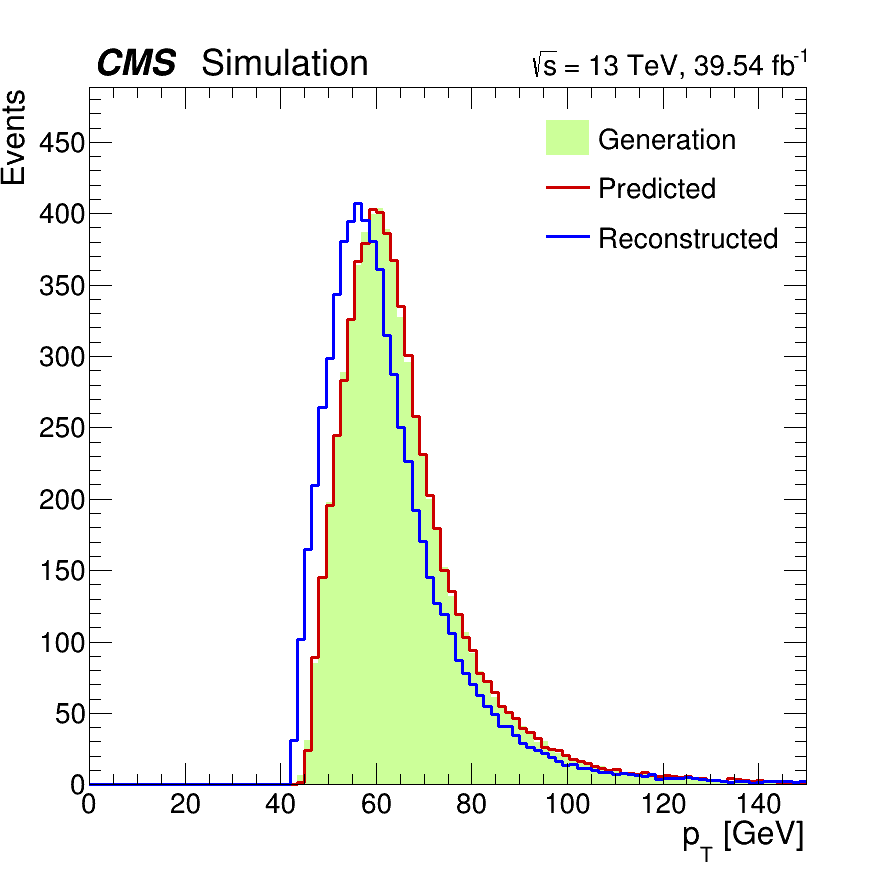 CMS Simulation √s = 13 TeV, 39.54 fb⁻¹
Events
Generation
Predicted
Reconstructed
450
400
350
300
250
200
150
100
50
0
0 20 40 60 80 100 120 140
p_T [GeV]